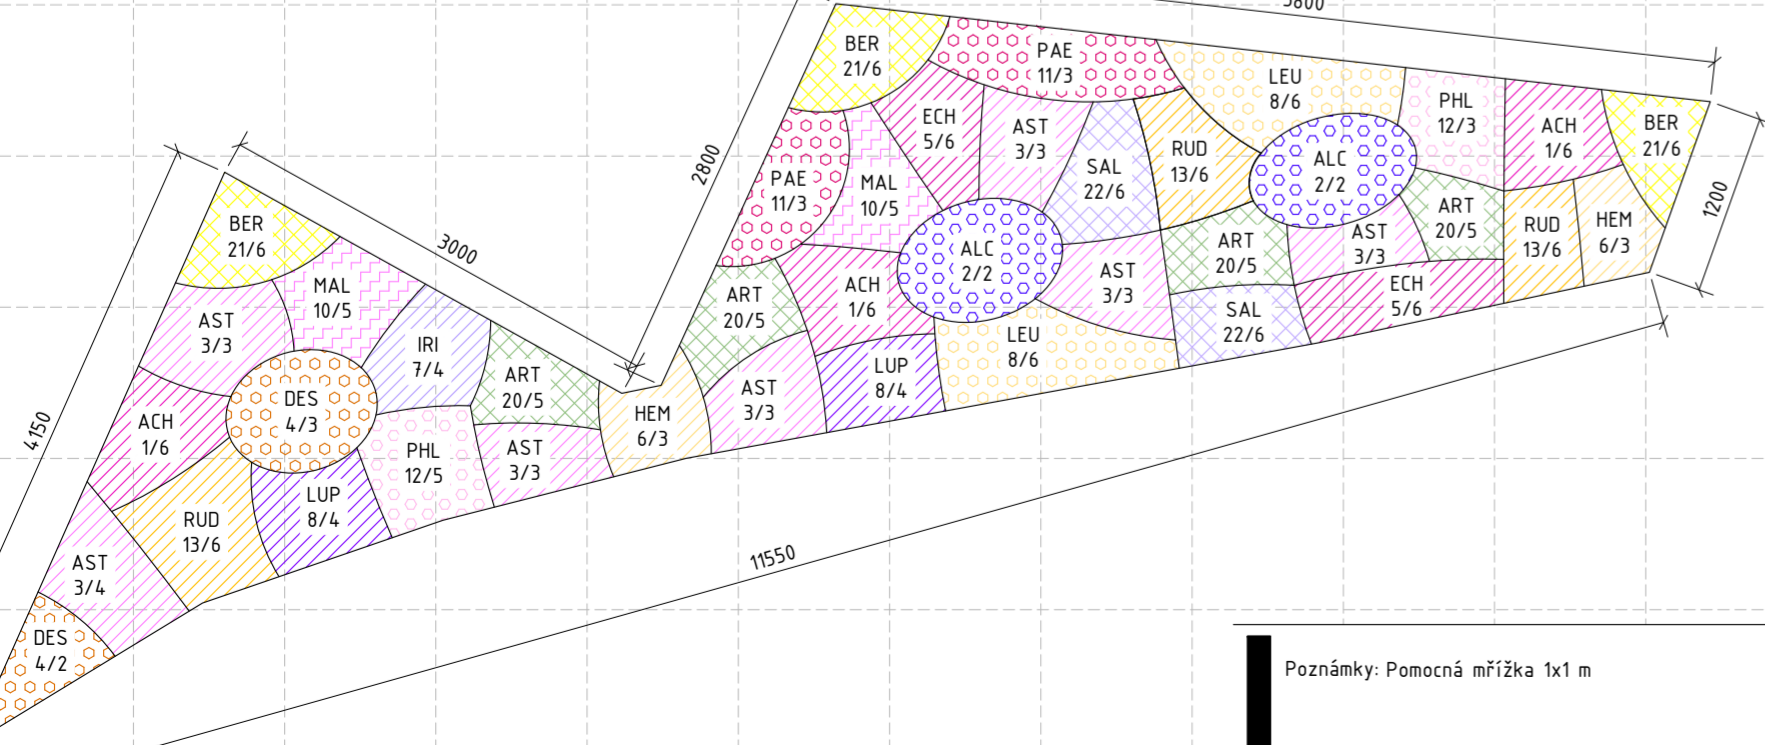 5800
BER
21/6
PAE
11/3
LEU
8/6
PHL
12/3
ACH
1/6
BER
21/6
ECH
5/6
AST
3/3
SAL
22/6
RUD
13/6
ALC
2/2
PAE
11/3
MAL
10/5
ART
20/5
RUD
13/6
HEM
6/3
1200
2800
ALC
2/2
AST
3/3
ART
20/5
AST
3/3
ECH
5/6
ART
20/5
ACH
1/6
SAL
22/6
LEU
8/6
LUP
8/4
AST
3/3
HEM
6/3
BER
21/6
3000
MAL
10/5
AST
3/3
IRI
7/4
ART
20/5
DES
4/3
4150
ACH
1/6
PHL
12/5
AST
3/3
LUP
8/4
RUD
13/6
AST
3/4
DES
4/2
11550
Poznámky: Pomocná mřížka 1x1 m